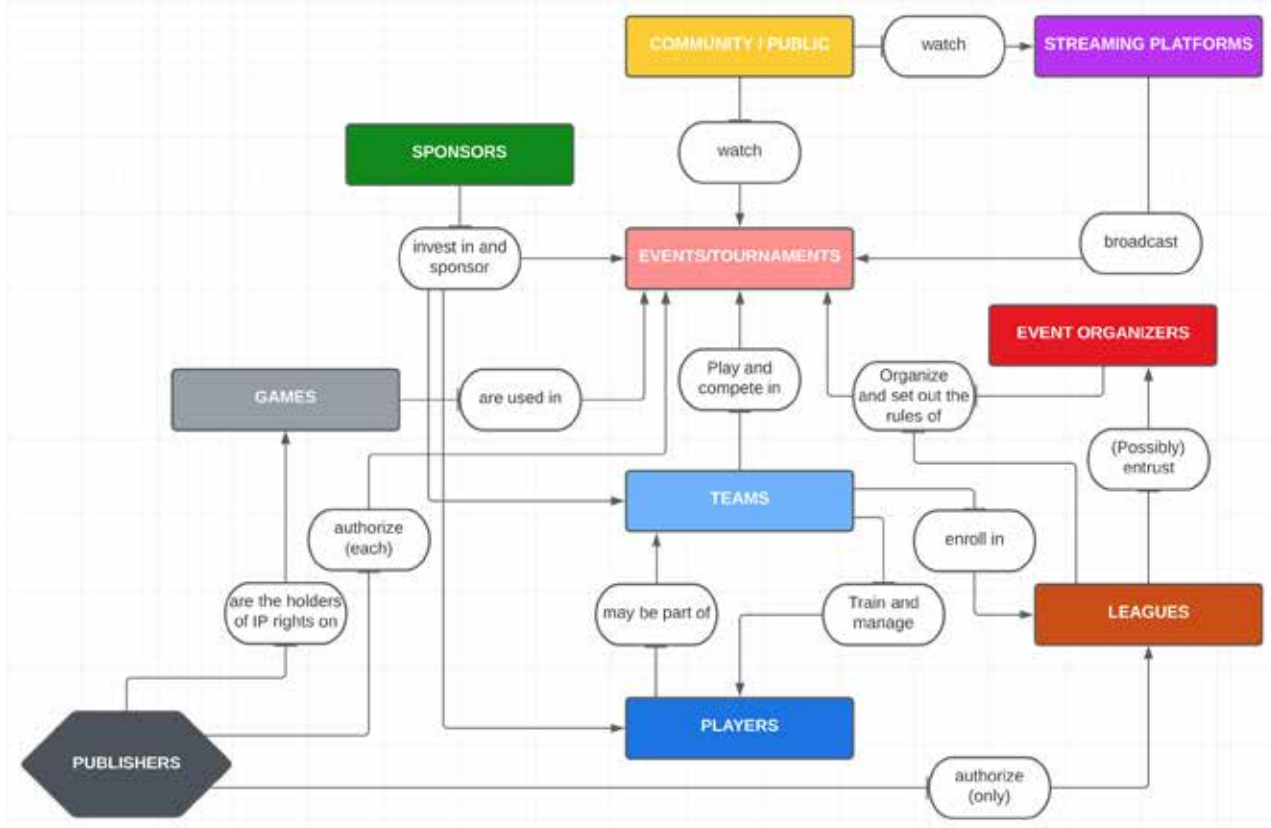 COMMUNITY / PUBLIC
watch
STREAMING PLATFORMS
SPONSORS
watch
invest in and
sponsor
EVENTS/TOURNAMENTS
broadcast
EVENT ORGANIZERS
GAMES
are used in
Play and
compete in
Organize
and set out the
rules of
(Possibly)
entrust
TEAMS
authorize
(each)
enroll in
are the holders
of IP rights on
may be part of
Train and
manage
LEAGUES
PLAYERS
PUBLISHERS
authorize
(only)